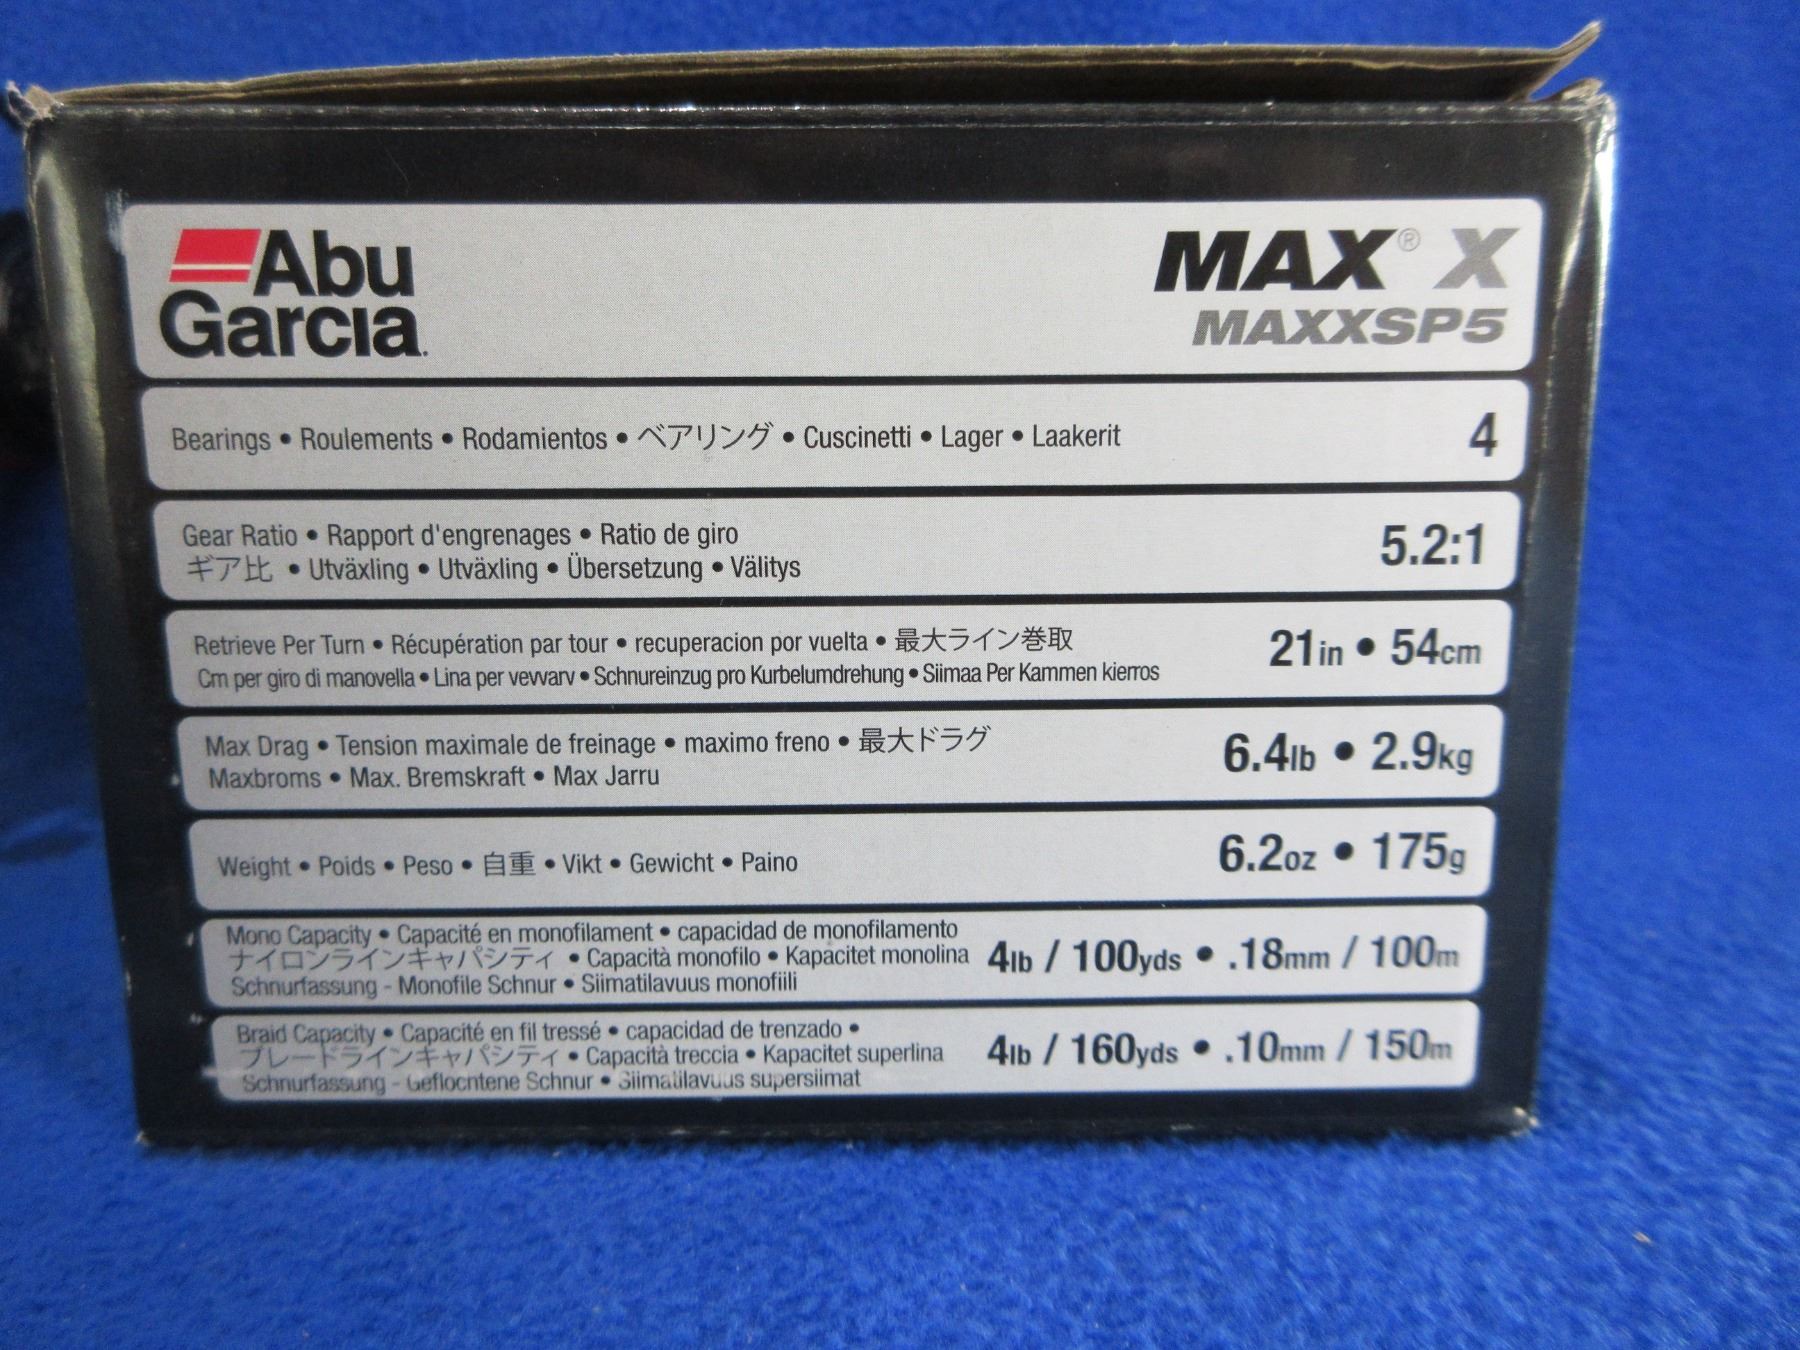 Abu
Garcia
MAX® X
MAXXSP5
Bearings • Roulements • Rodamientos • ベアリング • Cuscinetti • Lager • Laakerit 4
Gear Ratio • Rapport d'engrenages • Ratio de giro
ギア比 • Utväxling • Utväxling • Übersetzung • Välitys
5.2:1
Retrieve Per Turn • Récupération par tour • recuperacion por vuelta • 最大ライン巻取
Cm per giro di manovella • Lina per vevvarv • Schnureinzug pro Kurbelumdrehung • Siimaa Per Kammen kierros
21in • 54cm
Max Drag • Tension maximale de freinage • maximo freno • 最大ドラグ
Maxbroms • Max. Bremskraft • Max Jarru
6.4lb • 2.9kg
Weight • Poids • Peso • 自重 • Vikt • Gewicht • Paino 6.2oz • 175g
Mono Capacity • Capacité en monofilament • capacidad de monofilamento
ナイロンラインキャパシティ • Capacità monofilo • Kapacitet monolina
Schnurfassung - Monofile Schnur • Siimatilavuus monofiili
4lb / 100yds • .18mm / 100m
Braid Capacity • Capacité en fil tressé • capacidad de trenzado •
ブレードラインキャパシティ • Capacità treccia • Kapacitet superlina
Schnurfassung - Geflochtene Schnur • Siimatilavuus supersiimat
4lb / 160yds • .10mm / 150m